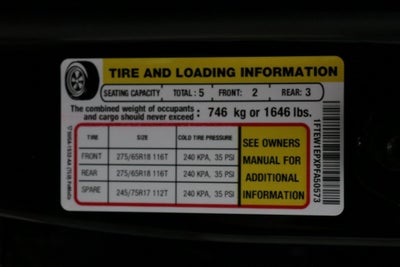 TIRE AND LOADING INFORMATION
SEATING CAPACITY TOTAL: 5 FRONT: 2 REAR: 3
The combined weight of occupants and cargo should never exceed : 746 kg or 1646 lbs.
TIRE SIZE COLD TIRE PRESSURE
FRONT 275/65R18 116T 240 KPA, 35 PSI
REAR 275/65R18 116T 240 KPA, 35 PSI
SPARE 245/75R17 112T 240 KPA, 35 PSI
SEE OWNERS
MANUAL FOR
ADDITIONAL
INFORMATION
1FTEW1EPXPFA50573